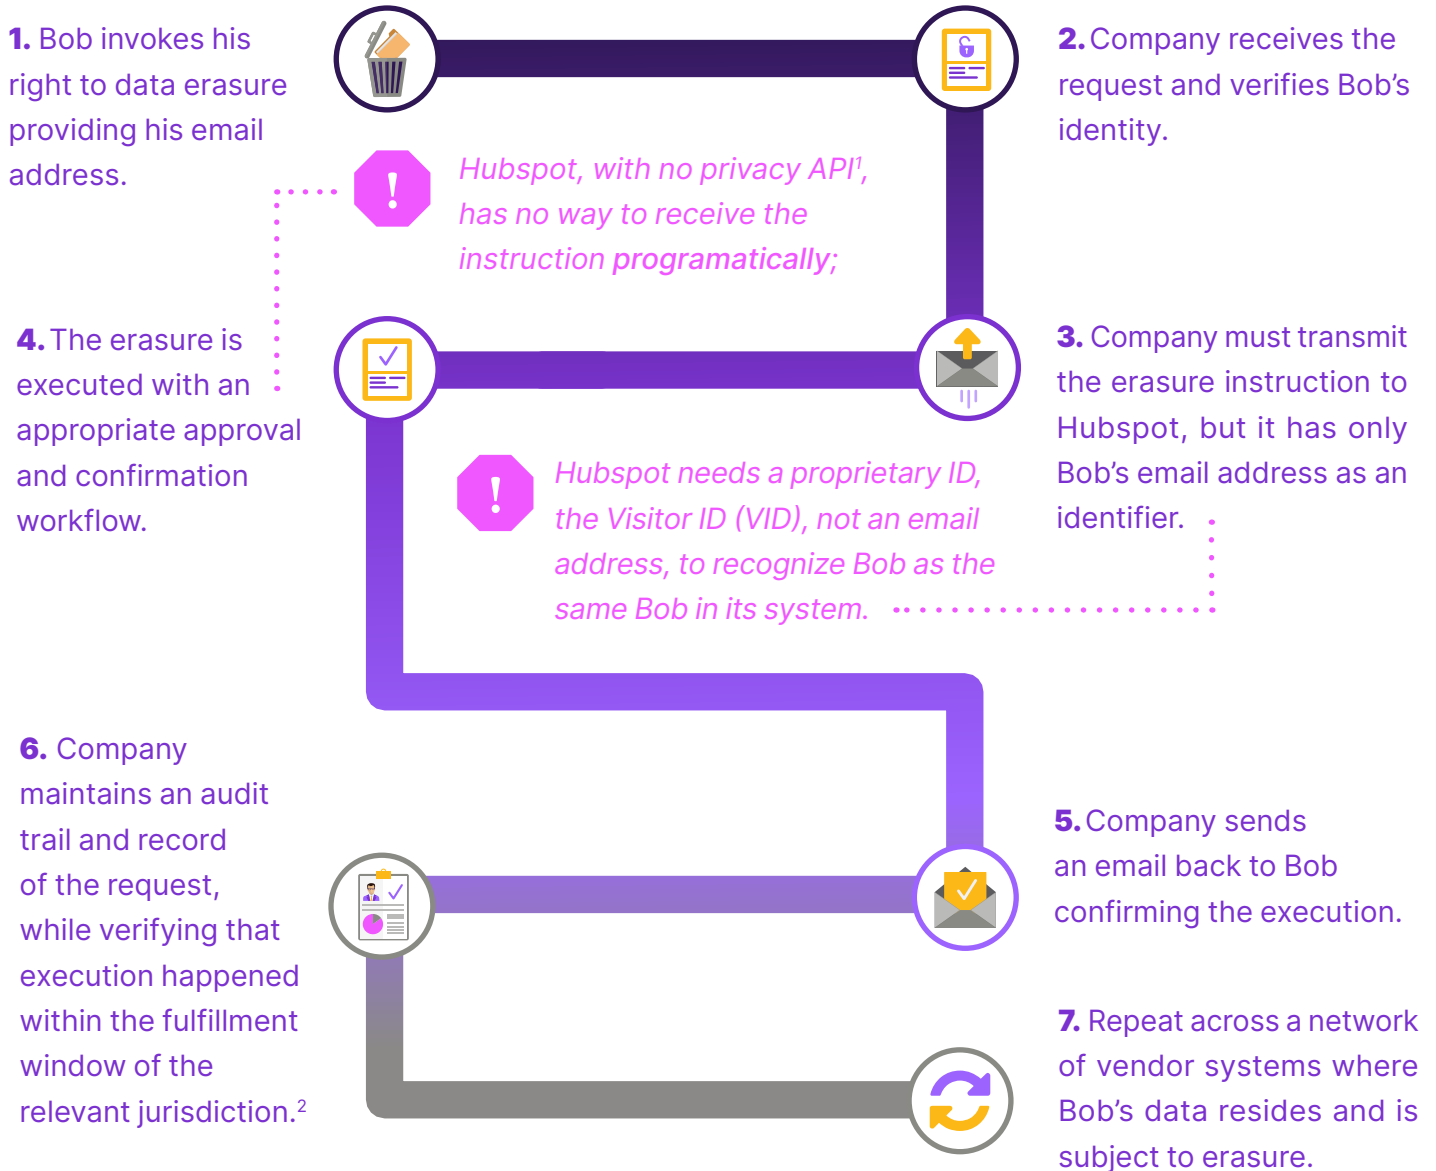 1. Bob invokes his
right to data erasure
providing his email
address.
2. Company receives the
request and verifies Bob’s
identity.
Hubspot, with no privacy API¹,
has no way to receive the
instruction programatically;
3. Company must transmit
the erasure instruction to
Hubspot, but it has only
Bob’s email address as an
identifier.
Hubspot needs a proprietary ID,
the Visitor ID (VID), not an email
address, to recognize Bob as the
same Bob in its system.
4. The erasure is
executed with an
appropriate approval
and confirmation
workflow.
5. Company sends
an email back to Bob
confirming the execution.
6. Company
maintains an audit
trail and record
of the request,
while verifying that
execution happened
within the fulfillment
window of the
relevant jurisdiction.²
7. Repeat across a network
of vendor systems where
Bob’s data resides and is
subject to erasure.